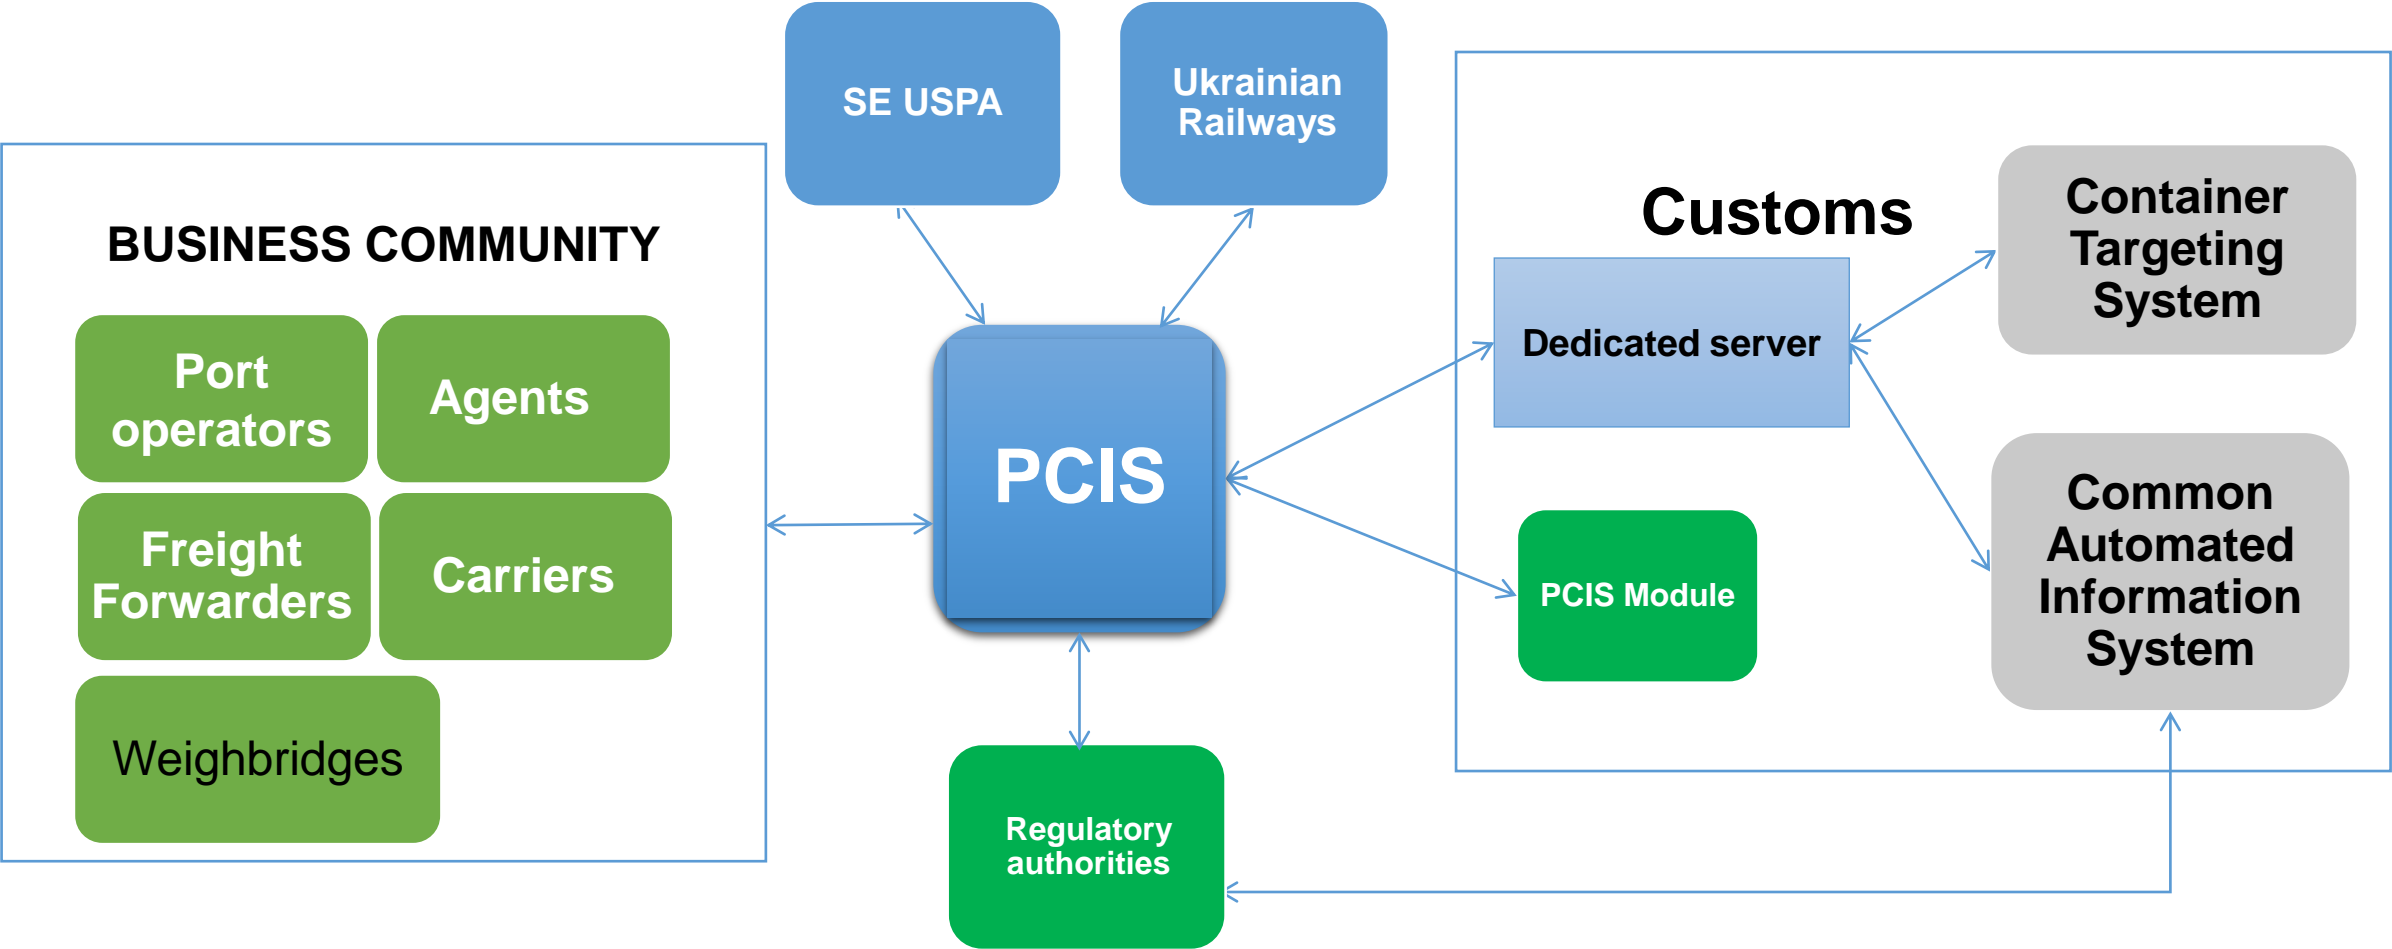 SE USPA
Ukrainian
Railways
BUSINESS COMMUNITY
Port
operators
Agents
Freight
Forwarders
Carriers
Weighbridges
PCIS
Regulatory
authorities
Customs
Dedicated server
PCIS Module
Container
Targeting
System
Common
Automated
Information
System